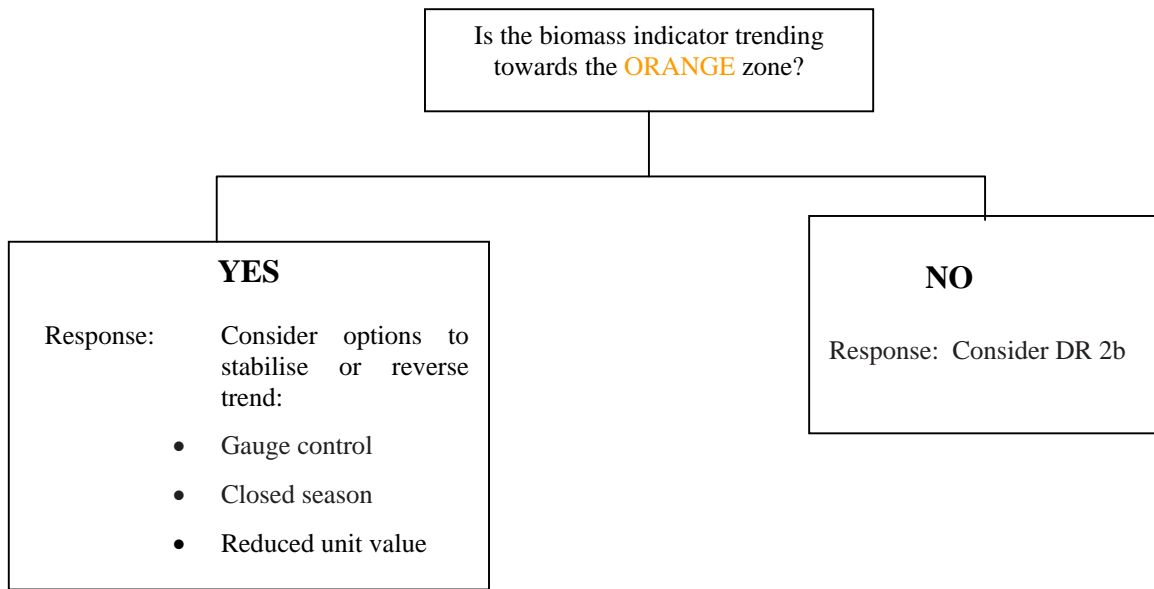 Is the biomass indicator trending
towards the ORANGE zone?
YES
Response: Consider options to
stabilise or reverse
trend:
• Gauge control
• Closed season
• Reduced unit value
NO
Response: Consider DR 2b